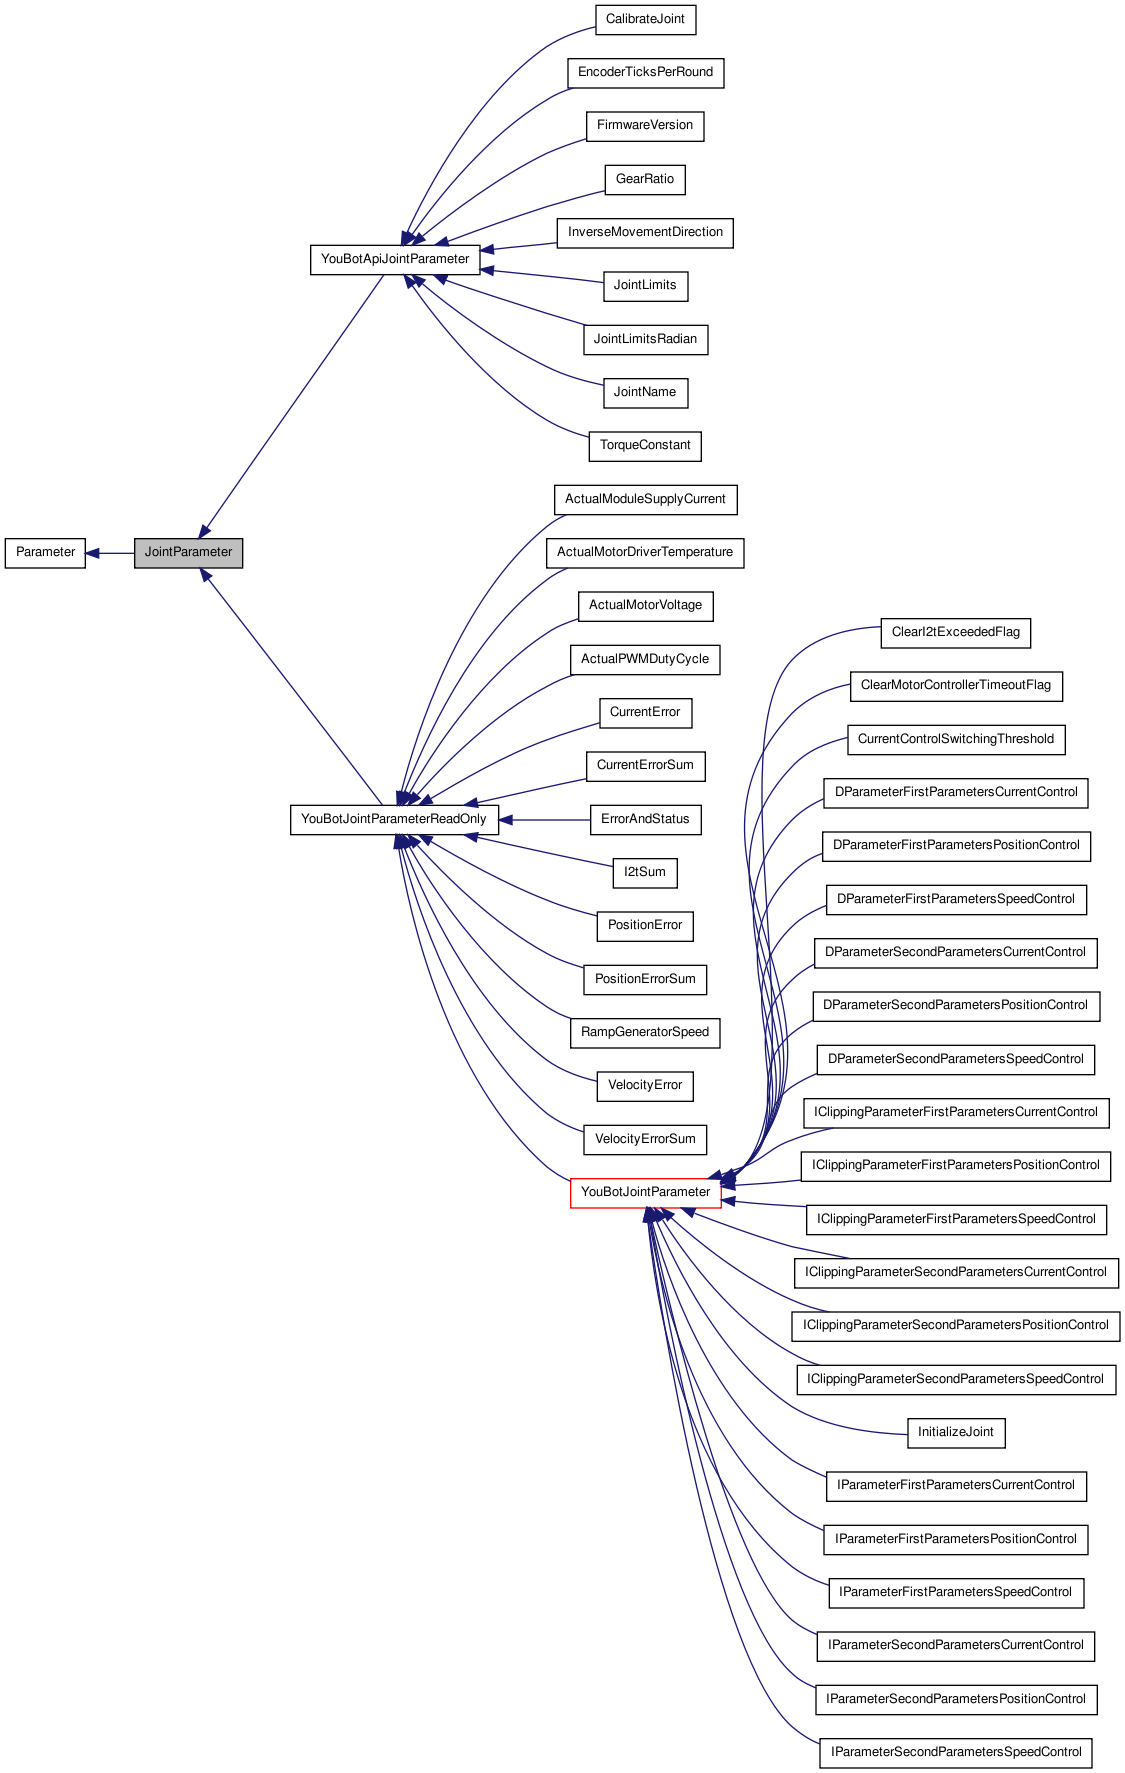 CalibrateJoint
EncoderTicksPerRound
FirmwareVersion
GearRatio
InverseMovementDirection
YouBotApiJointParameter
JointLimits
JointLimitsRadian
JointName
TorqueConstant
ActualModuleSupplyCurrent
Parameter
JointParameter
ActualMotorDriverTemperature
ActualMotorVoltage
ActualPWMDutyCycle
CurrentError
CurrentErrorSum
YouBotJointParameterReadOnly
ErrorAndStatus
I2tSum
PositionError
PositionErrorSum
RampGeneratorSpeed
VelocityError
VelocityErrorSum
YouBotJointParameter
ClearI2tExceededFlag
ClearMotorControllerTimeoutFlag
CurrentControlSwitchingThreshold
DParameterFirstParametersCurrentControl
DParameterFirstParametersPositionControl
DParameterFirstParametersSpeedControl
DParameterSecondParametersCurrentControl
DParameterSecondParametersPositionControl
DParameterSecondParametersSpeedControl
IClippingParameterFirstParametersCurrentControl
IClippingParameterFirstParametersPositionControl
IClippingParameterFirstParametersSpeedControl
IClippingParameterSecondParametersCurrentControl
IClippingParameterSecondParametersPositionControl
IClippingParameterSecondParametersSpeedControl
InitializeJoint
IParameterFirstParametersCurrentControl
IParameterFirstParametersPositionControl
IParameterFirstParametersSpeedControl
IParameterSecondParametersCurrentControl
IParameterSecondParametersPositionControl
IParameterSecondParametersSpeedControl